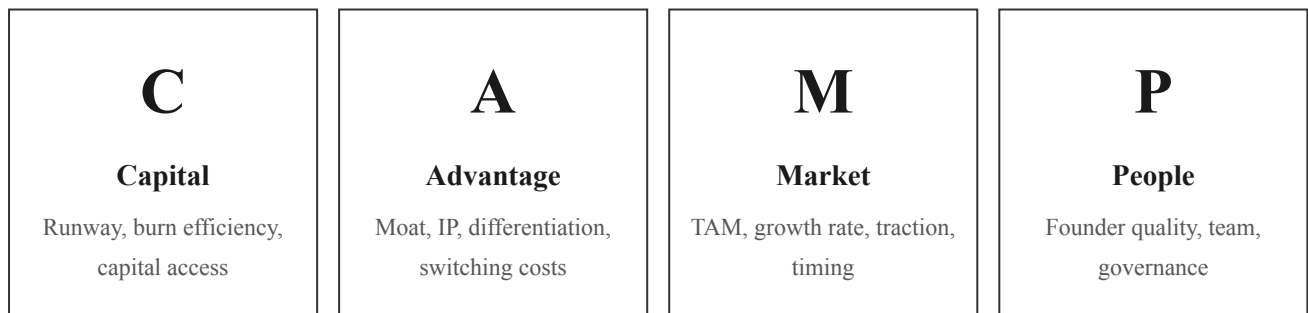 C
Capital
Runway, burn efficiency,
capital access
A
Advantage
Moat, IP, differentiation,
switching costs
M
Market
TAM, growth rate, traction,
timing
P
People
Founder quality, team,
governance